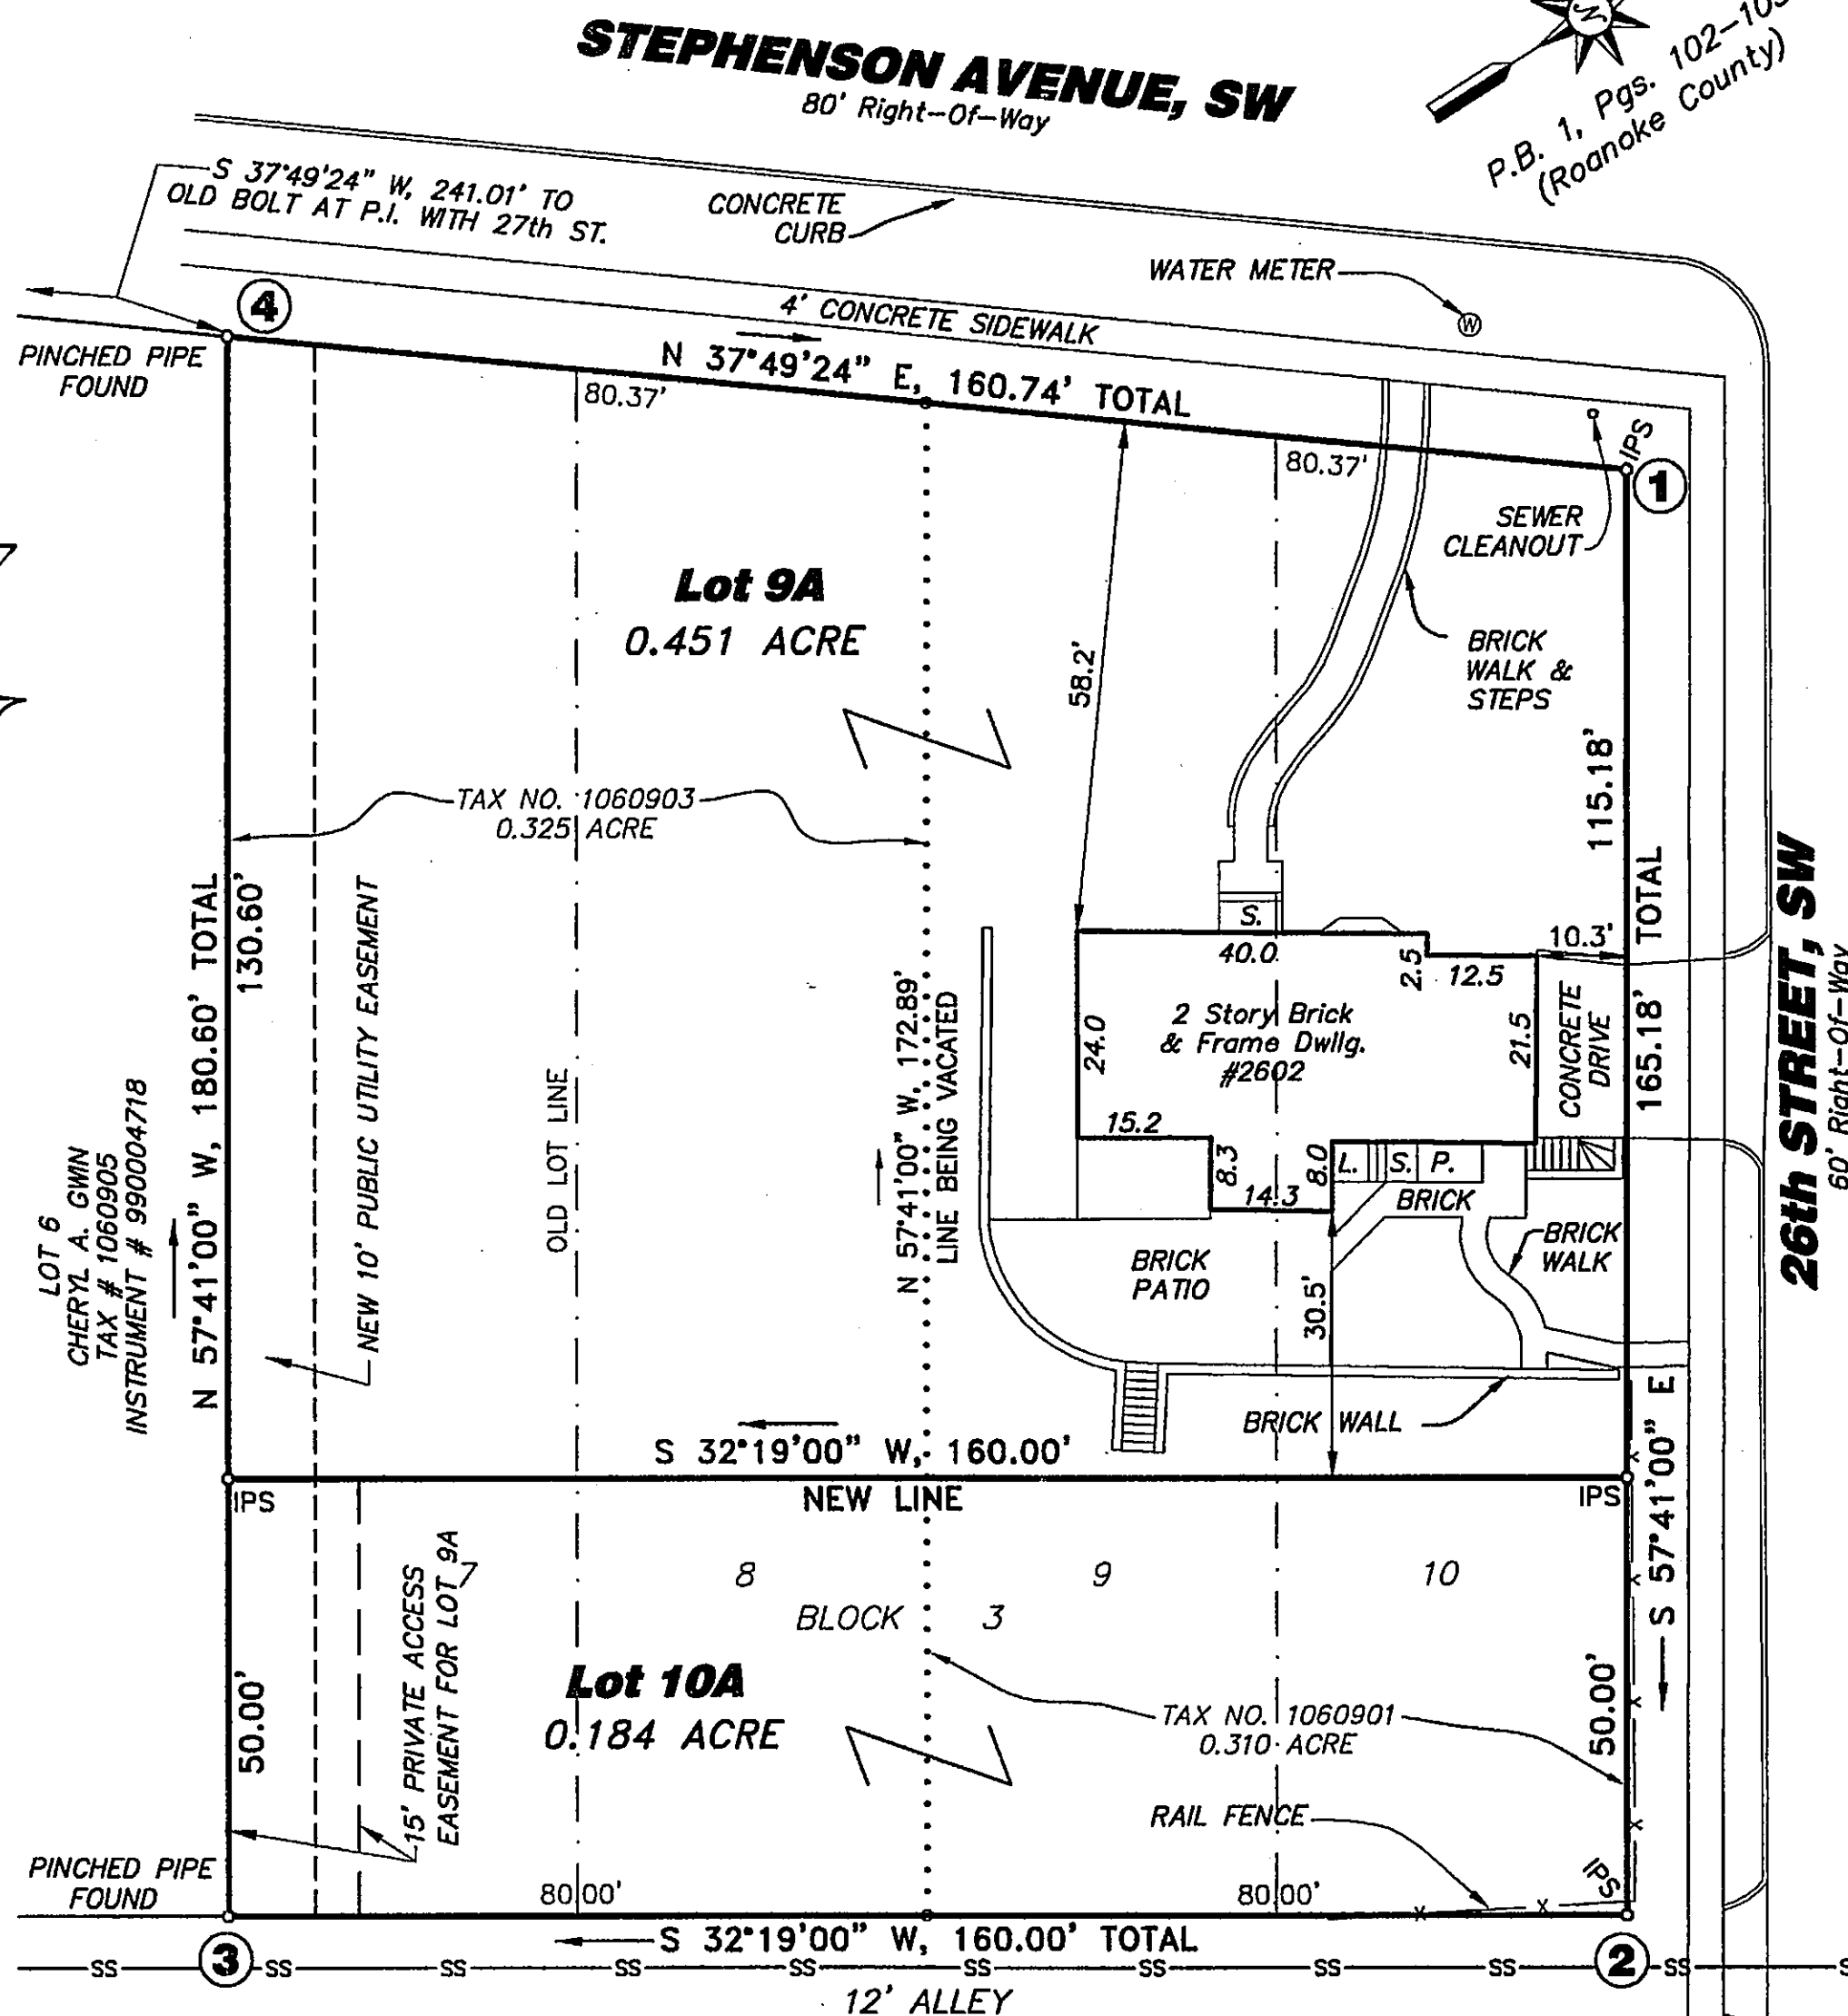 STEPHENSON AVENUE, SW
80' Right-Of-Way
N
P.B. 1, Pgs.
(Roanoke County)
S 37°49'24" W, 241.01' TO
OLD BOLT AT P.I. WITH 27th ST.
CONCRETE
CURB
WATER METER
W
4' CONCRETE SIDEWALK
4
PINCHED PIPE
FOUND
N 37°49'24" E, 160.74' TOTAL
80.37'
80.37'
IPS
1
SEWER
CLEANOUT
Lot 9A
0.451 ACRE
58.2'
BRICK
WALK &
STEPS
115.18'
TAX NO. 1060903
0.325 ACRE
N 57°41'00" W, 180.60' TOTAL
130.60'
NEW 10' PUBLIC UTILITY EASEMENT
OLD LOT LINE
N 57°41'00" W, 172.89'
LINE BEING VACATED
S.
40.0
2.5
12.5
10.3'
24.0
2 Story Brick
& Frame Dwllg.
#2602
21.5
CONCRETE
DRIVE
165.18' TOTAL
26th STREET, SW
60' Right-Of-Way
15.2
8.3
14.3
8.0
L.
S.
P.
BRICK
BRICK
WALK
BRICK
PATIO
30.5'
LOT 6
CHERYL A. GWIN
TAX # 1060905
INSTRUMENT # 990004718
BRICK WALL
S 57°41'00" E
S 32°19'00" W, 160.00'
NEW LINE
IPS
IPS
7
8
9
10
BLOCK 3
15' PRIVATE ACCESS
EASEMENT FOR LOT 9A
50.00'
Lot 10A
0.184 ACRE
TAX NO. 1060901
0.310 ACRE
50.00'
RAIL FENCE
IPS
PINCHED PIPE
FOUND
80.00'
80.00'
S 32°19'00" W, 160.00' TOTAL
3
2
SS SS SS SS SS SS SS SS SS SS
12' ALLEY